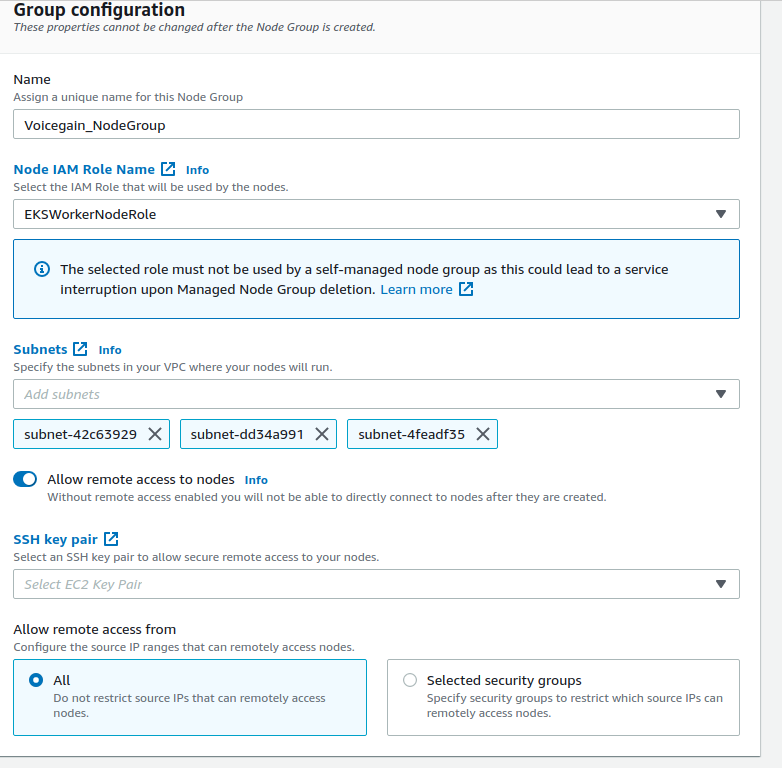 Group configuration
These properties cannot be changed after the Node Group is created.
Name
Assign a unique name for this Node Group
Voicegain_NodeGroup
Node IAM Role Name Info
Select the IAM Role that will be used by the nodes.
EKSWorkerNodeRole
The selected role must not be used by a self-managed node group as this could lead to a service
interruption upon Managed Node Group deletion. Learn more
Subnets Info
Specify the subnets in your VPC where your nodes will run.
Add subnets
subnet-42c63929 subnet-dd34a991 subnet-4feadf35
Allow remote access to nodes Info
Without remote access enabled you will not be able to directly connect to nodes after they are created.
SSH key pair
Select an SSH key pair to allow secure remote access to your nodes.
Select EC2 Key Pair
Allow remote access from
Configure the source IP ranges that can remotely access nodes.
All
Do not restrict source IPs that can remotely access
nodes.
Selected security groups
Specify security groups to restrict which source IPs can
remotely access nodes.